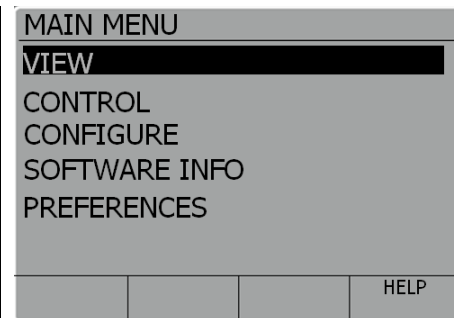 MAIN MENU
VIEW
CONTROL
CONFIGURE
SOFTWARE INFO
PREFERENCES
HELP